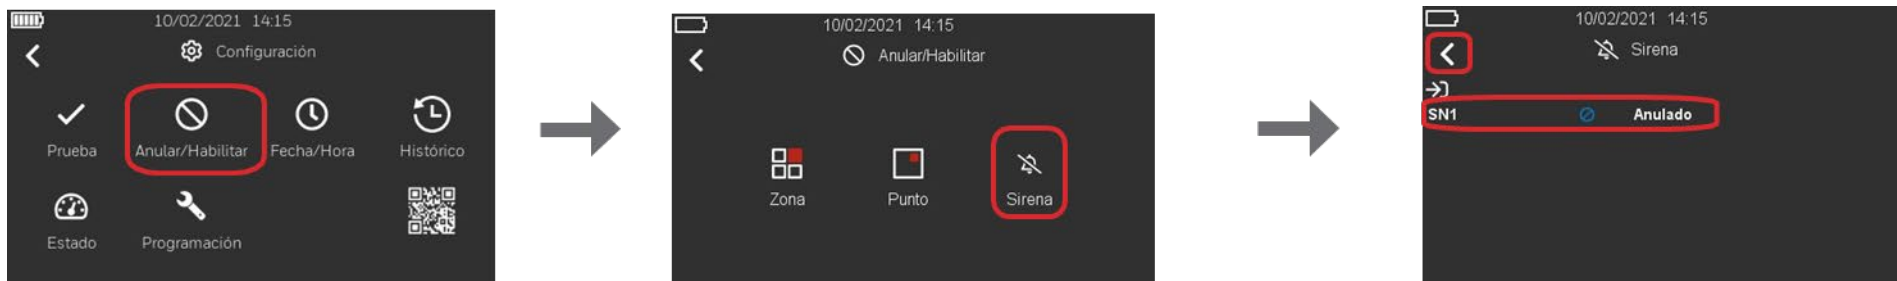 10/02/2021 14:15
Configuración
Prueba Anular/Habilitar Fecha/Hora Histórico
Estado Programación
10/02/2021 14:15
Anular/Habilitar
Zona Punto Sirena
10/02/2021 14:15
Sirena
SN1 Anulado